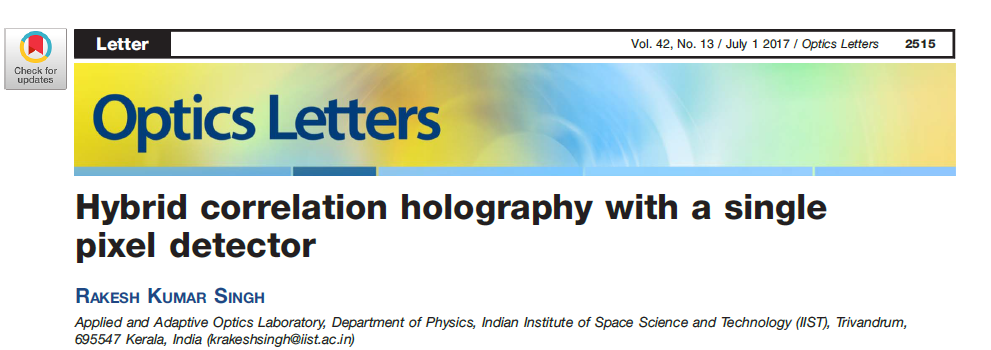 Check for
updates
Letter
Vol. 42, No. 13 / July 1 2017 / Optics Letters 2515
Optics Letters
Hybrid correlation holography with a single
pixel detector
RAKESH KUMAR SINGH
Applied and Adaptive Optics Laboratory, Department of Physics, Indian Institute of Space Science and Technology (IIST), Trivandrum,
695547 Kerala, India (krakeshsingh@iist.ac.in)